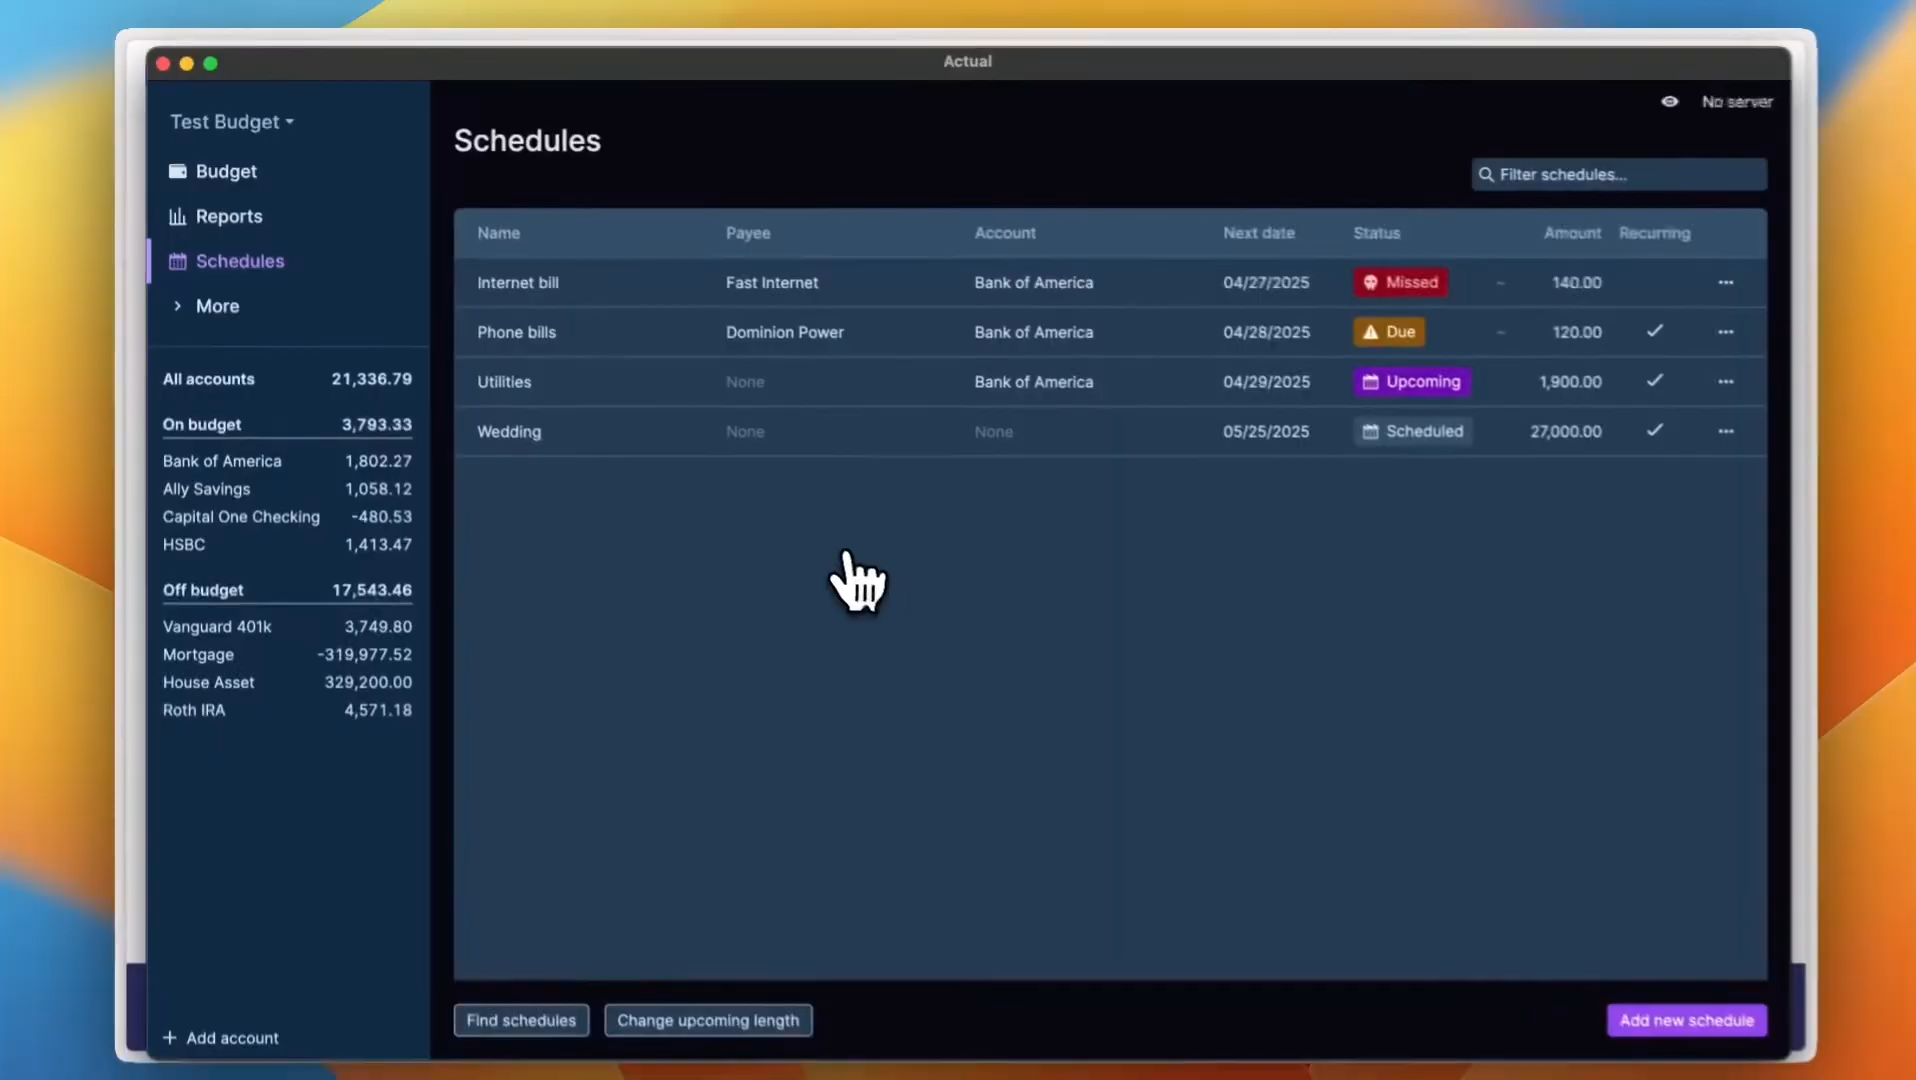 Actual
Test Budget
Budget
Reports
Schedules
More
All accounts 21,336.79
On budget 3,793.33
Bank of America 1,802.27
Ally Savings 1,058.12
Capital One Checking -480.53
HSBC 1,413.47
Off budget 17,543.46
Vanguard 401k 3,749.80
Mortgage -319,977.52
House Asset 329,200.00
Roth IRA 4,571.18
+ Add account
No server
Schedules
Filter schedules...
Name Payee Account Next date Status Amount Recurring
Internet bill Fast Internet Bank of America 04/27/2025 Missed ~ 140.00 ...
Phone bills Dominion Power Bank of America 04/28/2025 Due ~ 120.00 ✓ ...
Utilities None Bank of America 04/29/2025 Upcoming 1,900.00 ✓ ...
Wedding None None 05/25/2025 Scheduled 27,000.00 ✓ ...
Find schedules Change upcoming length Add new schedule